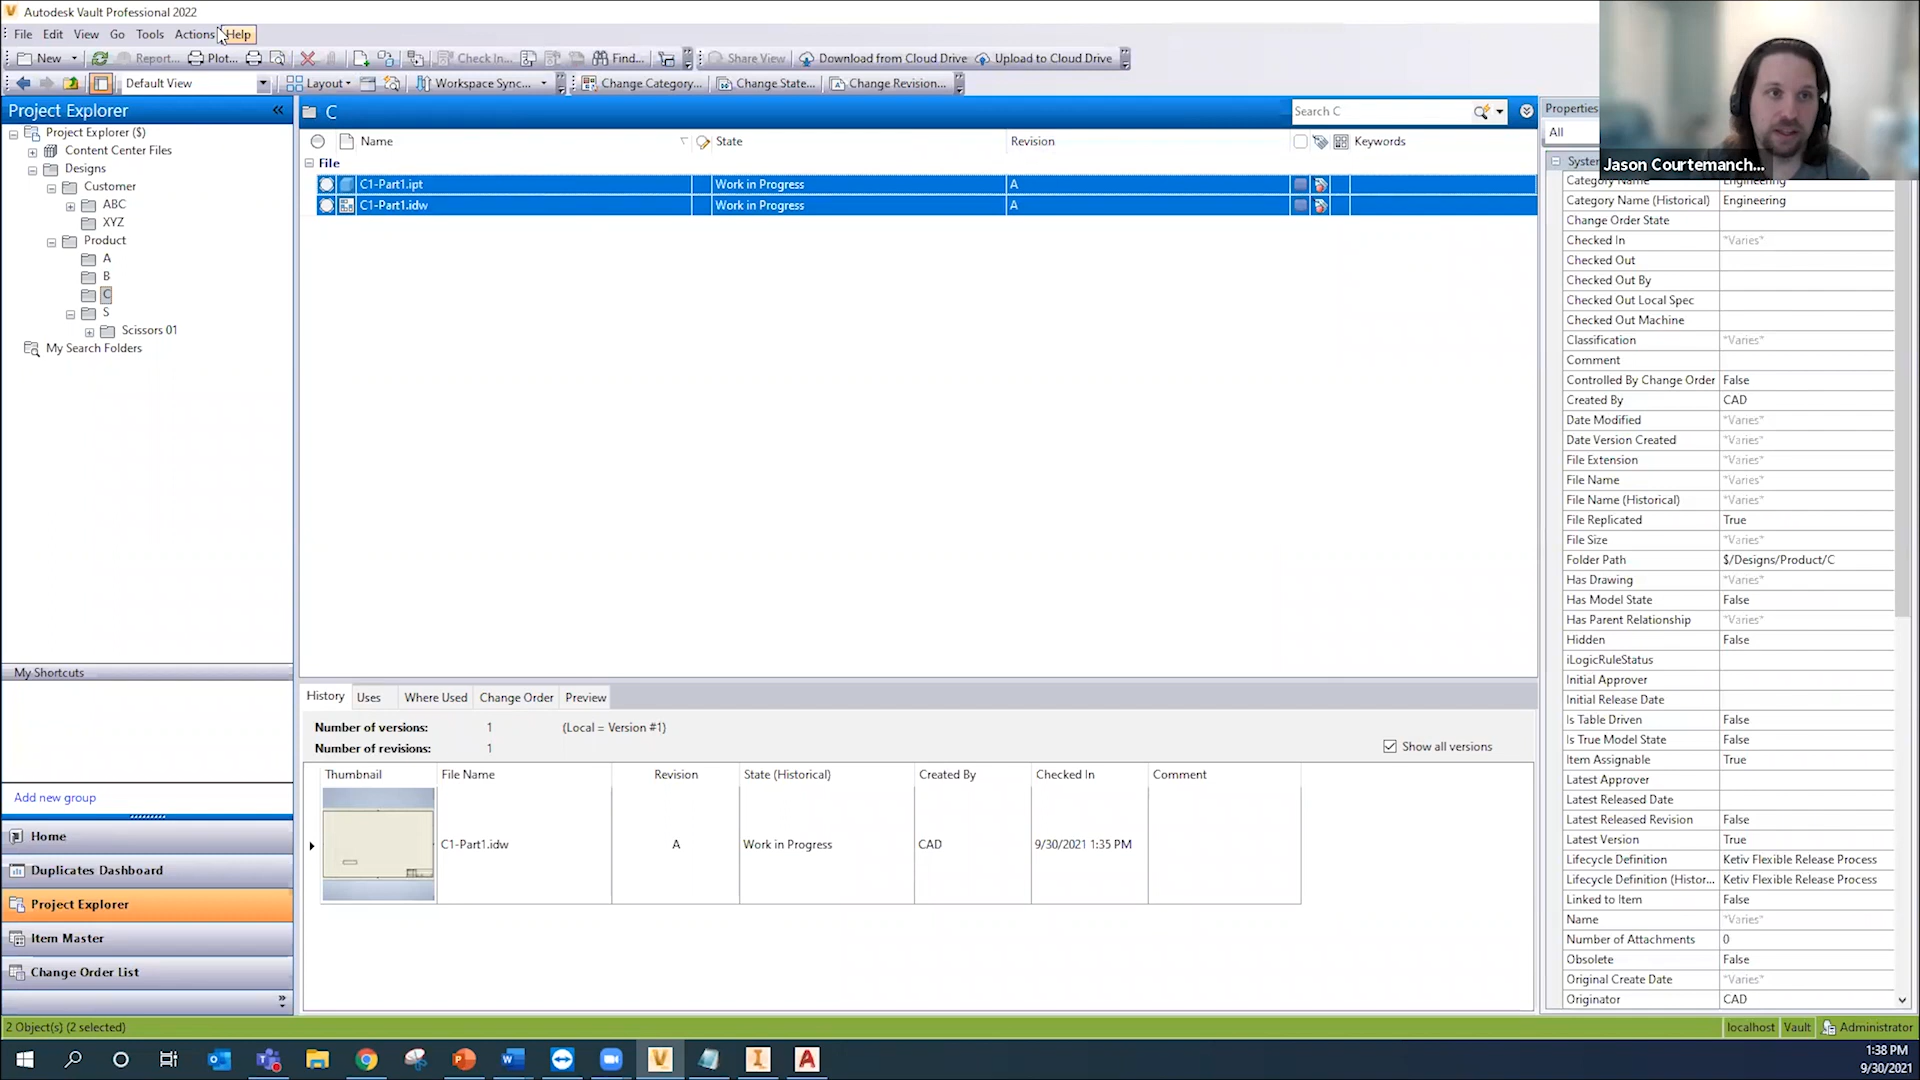 Autodesk Vault Professional 2022
File Edit View Go Tools Actions Help
New Report... Plot... Check In... Find... Share View Download from Cloud Drive Upload to Cloud Drive
Default View Layout Workspace Sync... Change Category... Change State... Change Revision...
Project Explorer «
Project Explorer ($)
Content Center Files
Designs
Customer
ABC
XYZ
Product
A
B
C
S
Scissors 01
My Search Folders
My Shortcuts
Add new group
Home
Duplicates Dashboard
Project Explorer
Item Master
Change Order List
»
C Search C
Name State Revision Keywords
File
C1-Part1.ipt Work in Progress A
C1-Part1.idw Work in Progress A
History Uses Where Used Change Order Preview
Number of versions: 1 (Local = Version #1)
Number of revisions: 1
Show all versions
Thumbnail File Name Revision State (Historical) Created By Checked In Comment
C1-Part1.idw A Work in Progress CAD 9/30/2021 1:35 PM
Properties
All
Jason Courtemanch...
System
Category Name Engineering
Category Name (Historical) Engineering
Change Order State
Checked In *Varies*
Checked Out
Checked Out By
Checked Out Local Spec
Checked Out Machine
Classification *Varies*
Comment
Controlled By Change Order False
Created By CAD
Date Modified *Varies*
Date Version Created *Varies*
File Extension *Varies*
File Name *Varies*
File Name (Historical) *Varies*
File Replicated True
File Size *Varies*
Folder Path $/Designs/Product/C
Has Drawing *Varies*
Has Model State False
Has Parent Relationship *Varies*
Hidden False
iLogicRuleStatus
Initial Approver
Initial Release Date
Is Table Driven False
Is True Model State False
Item Assignable True
Latest Approver
Latest Released Date
Latest Released Revision False
Latest Version True
Lifecycle Definition Ketiv Flexible Release Process
Lifecycle Definition (Histor... Ketiv Flexible Release Process
Linked to Item False
Name *Varies*
Number of Attachments 0
Obsolete False
Original Create Date *Varies*
Originator CAD
2 Object(s) (2 selected) localhost Vault Administrator
1:38 PM
9/30/2021